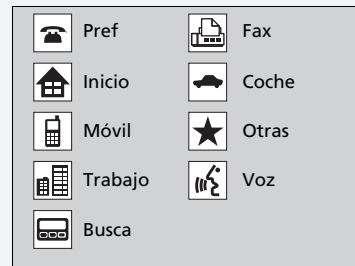 Pref
Fax
Inicio
Coche
Móvil
Otras
Trabajo
Voz
Busca